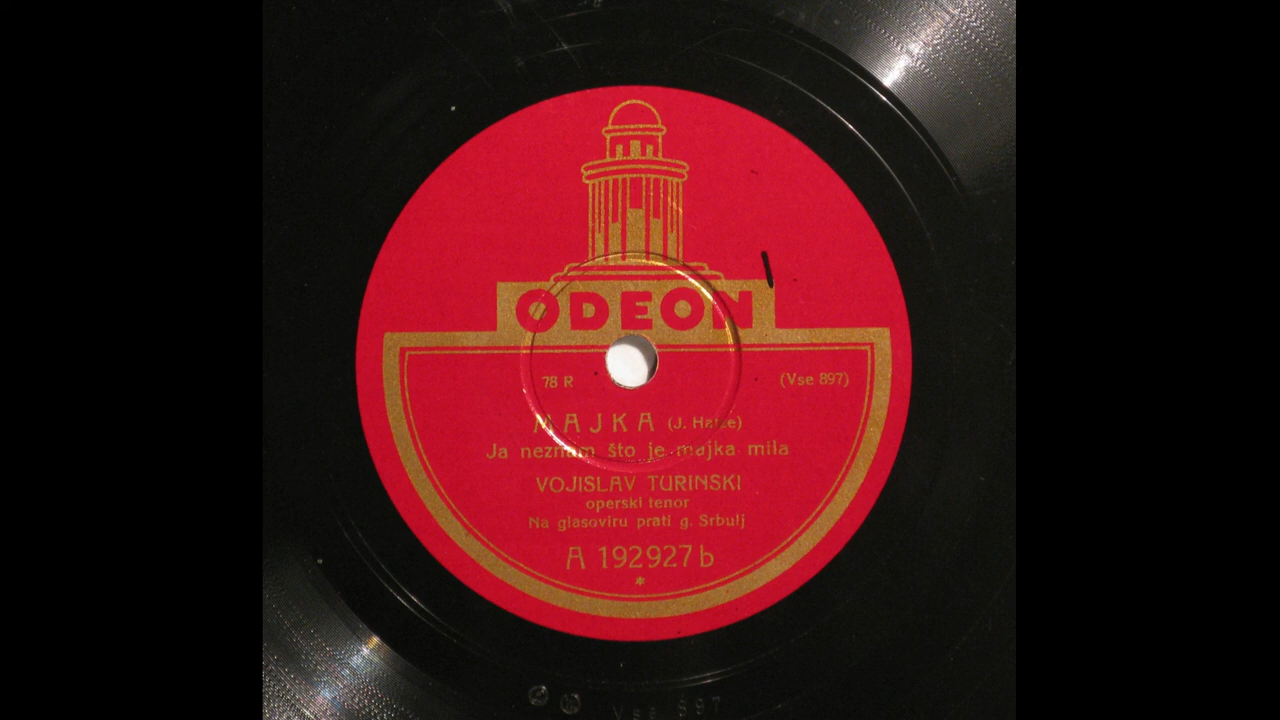 ODEON
78 R (Vse 897)
MAJKA (J. Hatze)
Ja neznam što je majka mila
VOJISLAV TURINSKI
operski tenor
Na glasoviru prati g. Srbulj
A 192927 b
*
Vse 897